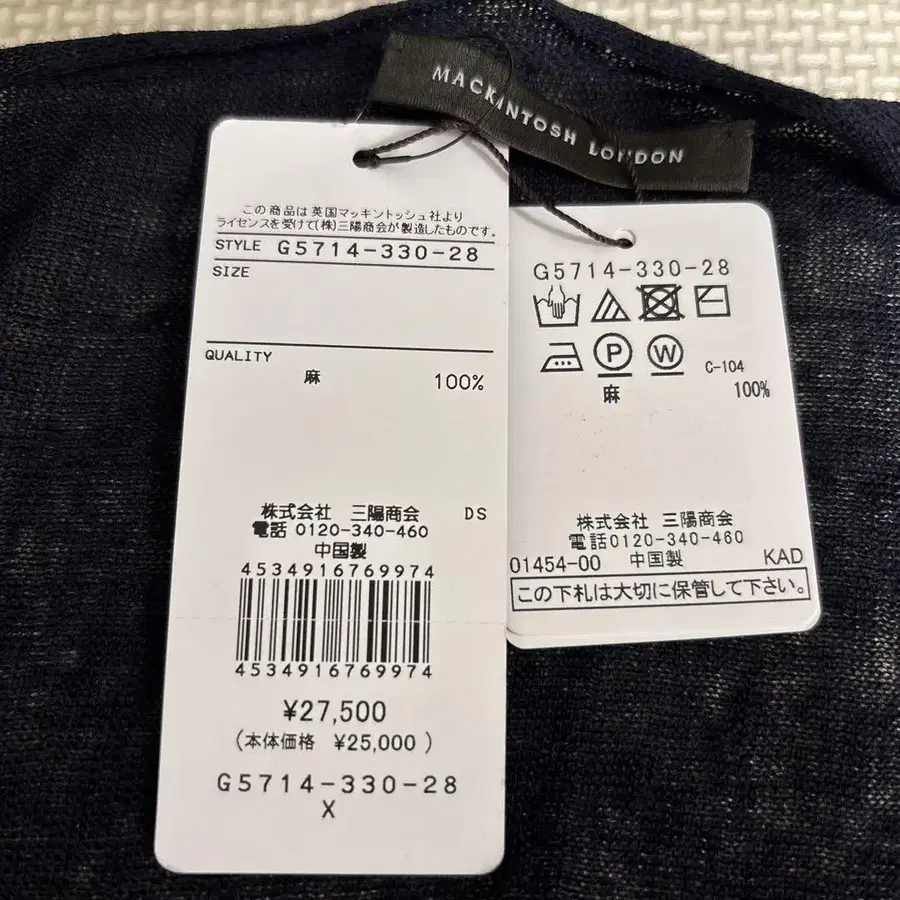 MACKINTOSH LONDON
この商品は英国マッキントッシュ社より
ライセンスを受けて(株)三陽商会が製造したものです。
STYLE G5714-330-28
SIZE
QUALITY
麻 100%
株式会社 三陽商会 DS
電話 0120-340-460
中国製
4534916769974
4534916769974
¥27,500
(本体価格 ¥25,000)
G5714-330-28
X
G5714-330-28
P W C-104
麻 100%
株式会社 三陽商会
電話0120-340-460
01454-00 中国製 KAD
この下札は大切に保管して下さい。